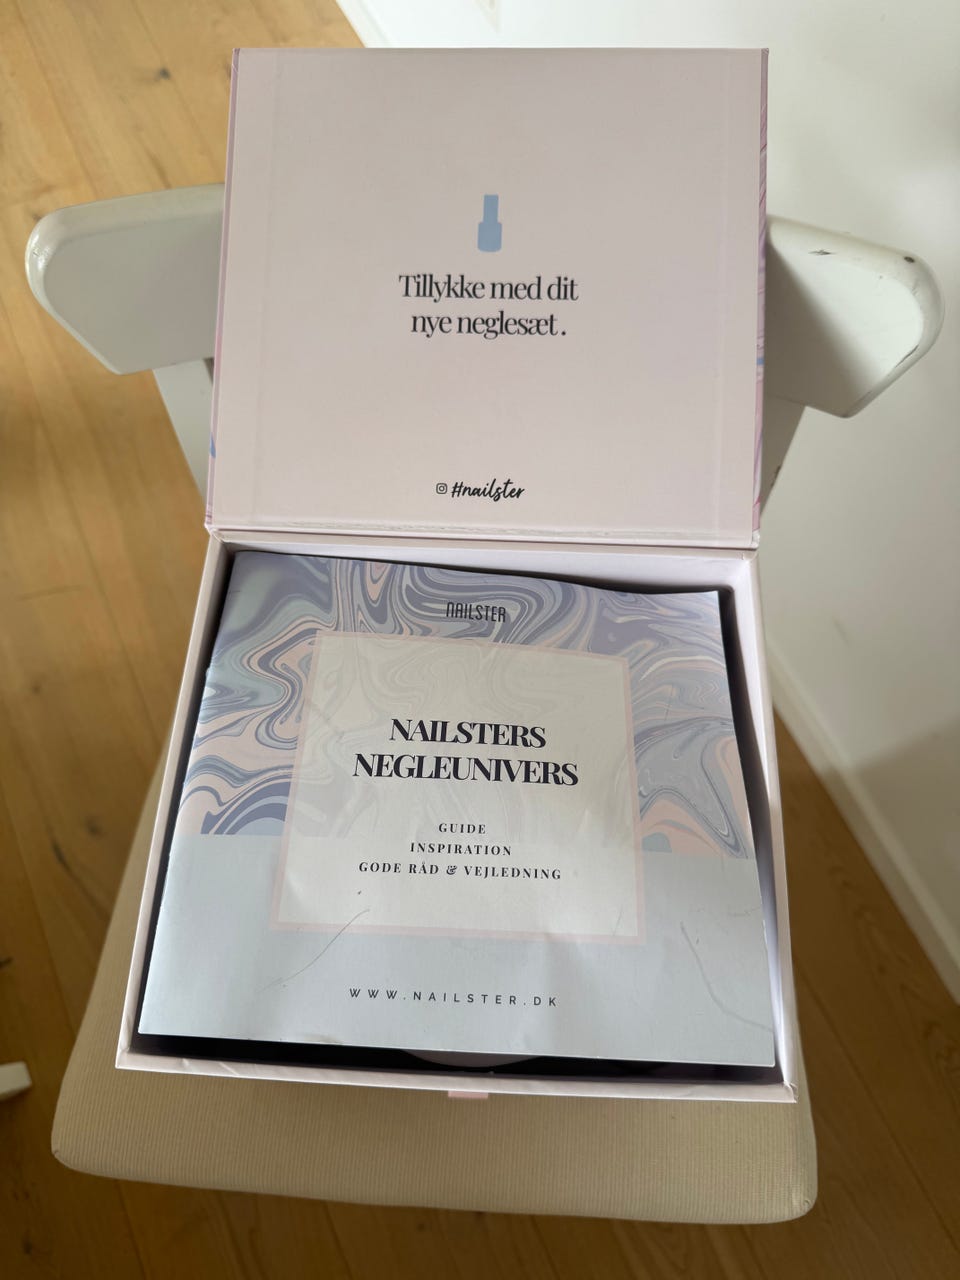 Tillykke med dit
nye neglesæt.
#nailster
NAILSTER
NAILSTERS
NEGLEUNIVERS
GUIDE
INSPIRATION
GODE RÅD & VEJLEDNING
WWW.NAILSTER.DK